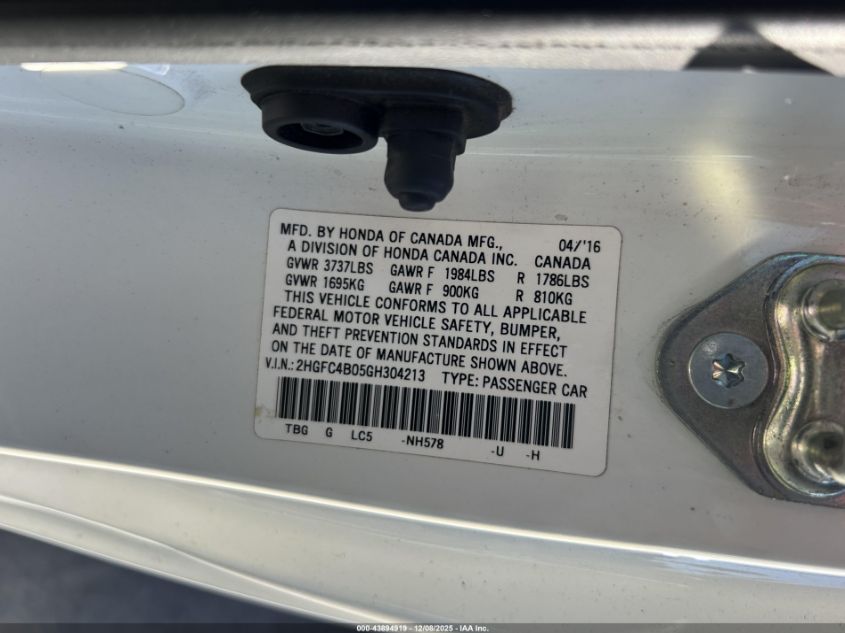 MFD. BY HONDA OF CANADA MFG., 04/'16
A DIVISION OF HONDA CANADA INC. CANADA
GVWR 3737LBS GAWR F 1984LBS R 1786LBS
GVWR 1695KG GAWR F 900KG R 810KG
THIS VEHICLE CONFORMS TO ALL APPLICABLE
FEDERAL MOTOR VEHICLE SAFETY, BUMPER,
AND THEFT PREVENTION STANDARDS IN EFFECT
ON THE DATE OF MANUFACTURE SHOWN ABOVE.
V.I.N.: 2HGFC4B05GH304213 TYPE: PASSENGER CAR
TBG G LC5 -NH578 -U -H
000-43894919 - 12/08/2025 - IAA Inc.